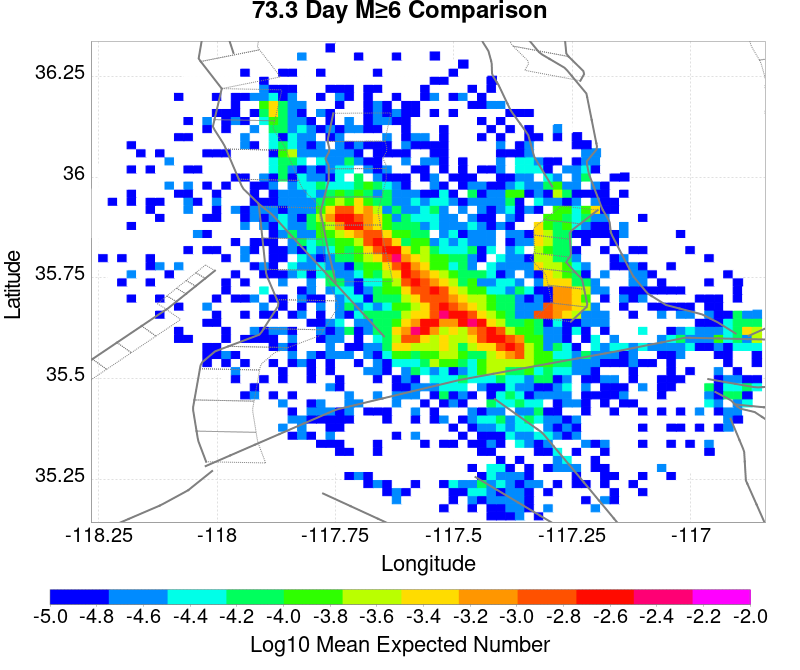 73.3 Day M≥6 Comparison
36.25
36
35.75
35.5
35.25
Latitude
-118.25 -118 -117.75 -117.5 -117.25 -117
Longitude
-5.0 -4.8 -4.6 -4.4 -4.2 -4.0 -3.8 -3.6 -3.4 -3.2 -3.0 -2.8 -2.6 -2.4 -2.2 -2.0
Log10 Mean Expected Number